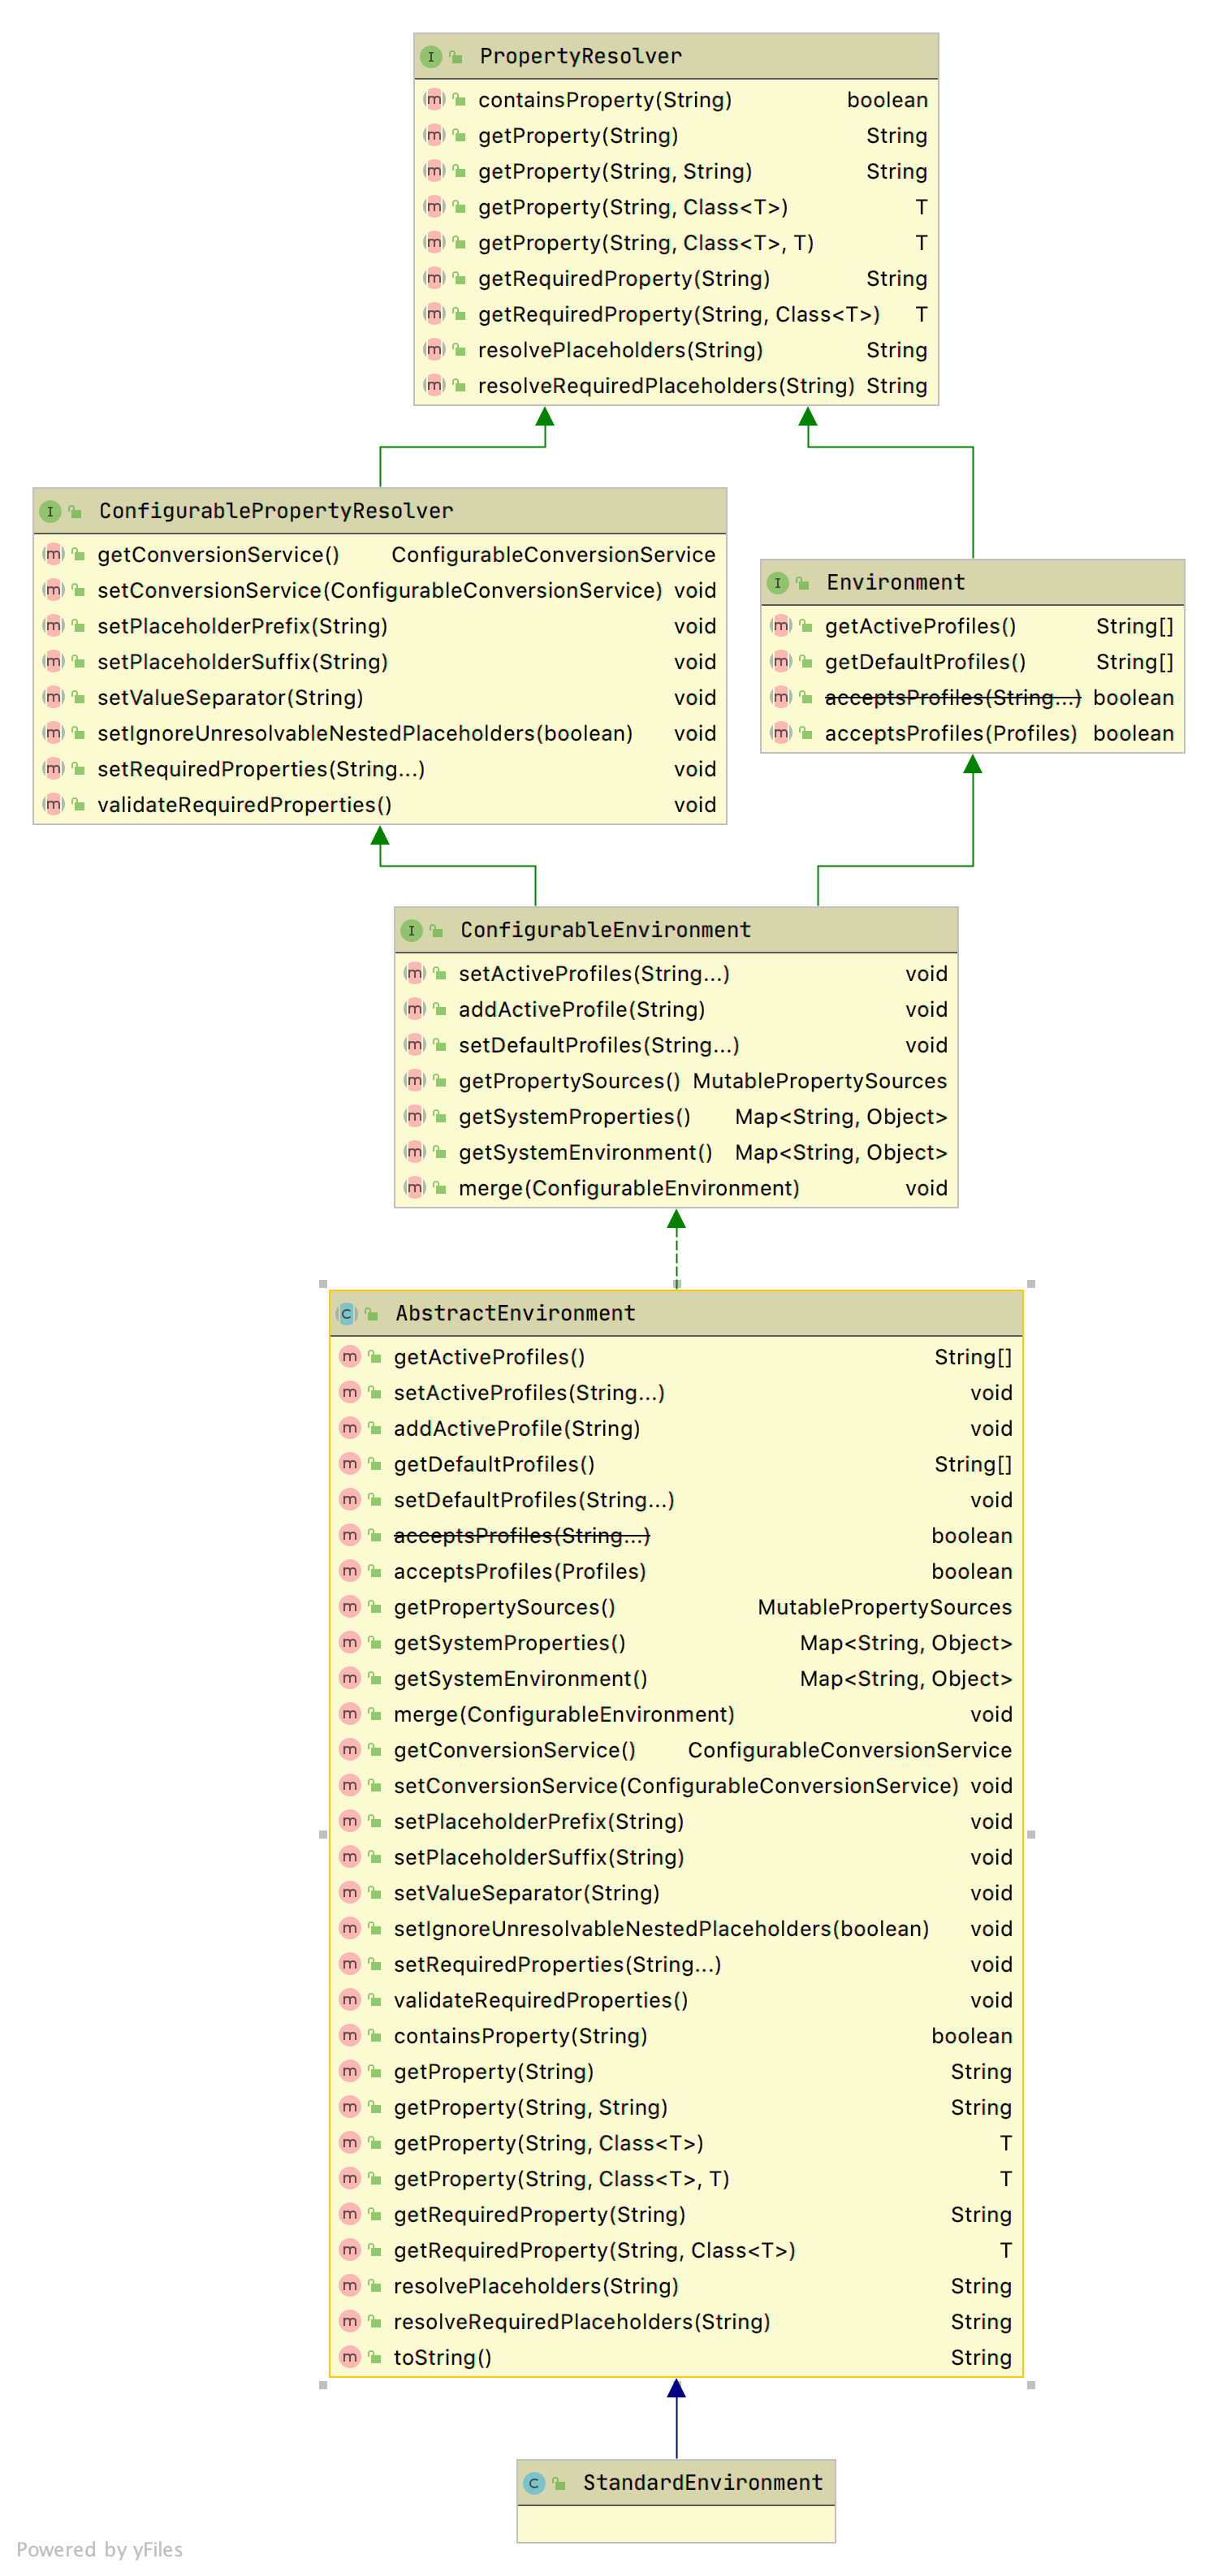 PropertyResolver
containsProperty(String) boolean
getProperty(String) String
getProperty(String, String) String
getProperty(String, Class<T>) T
getProperty(String, Class<T>, T) T
getRequiredProperty(String) String
getRequiredProperty(String, Class<T>) T
resolvePlaceholders(String) String
resolveRequiredPlaceholders(String) String
ConfigurablePropertyResolver
getConversionService() ConfigurableConversionService
setConversionService(ConfigurableConversionService) void
setPlaceholderPrefix(String) void
setPlaceholderSuffix(String) void
setValueSeparator(String) void
setIgnoreUnresolvableNestedPlaceholders(boolean) void
setRequiredProperties(String...) void
validateRequiredProperties() void
Environment
getActiveProfiles() String[]
getDefaultProfiles() String[]
acceptsProfiles(String...) boolean
acceptsProfiles(Profiles) boolean
ConfigurableEnvironment
setActiveProfiles(String...) void
addActiveProfile(String) void
setDefaultProfiles(String...) void
getPropertySources() MutablePropertySources
getSystemProperties() Map<String, Object>
getSystemEnvironment() Map<String, Object>
merge(ConfigurableEnvironment) void
AbstractEnvironment
getActiveProfiles() String[]
setActiveProfiles(String...) void
addActiveProfile(String) void
getDefaultProfiles() String[]
setDefaultProfiles(String...) void
acceptsProfiles(String...) boolean
acceptsProfiles(Profiles) boolean
getPropertySources() MutablePropertySources
getSystemProperties() Map<String, Object>
getSystemEnvironment() Map<String, Object>
merge(ConfigurableEnvironment) void
getConversionService() ConfigurableConversionService
setConversionService(ConfigurableConversionService) void
setPlaceholderPrefix(String) void
setPlaceholderSuffix(String) void
setValueSeparator(String) void
setIgnoreUnresolvableNestedPlaceholders(boolean) void
setRequiredProperties(String...) void
validateRequiredProperties() void
containsProperty(String) boolean
getProperty(String) String
getProperty(String, String) String
getProperty(String, Class<T>) T
getProperty(String, Class<T>, T) T
getRequiredProperty(String) String
getRequiredProperty(String, Class<T>) T
resolvePlaceholders(String) String
resolveRequiredPlaceholders(String) String
toString() String
StandardEnvironment
Powered by yFiles